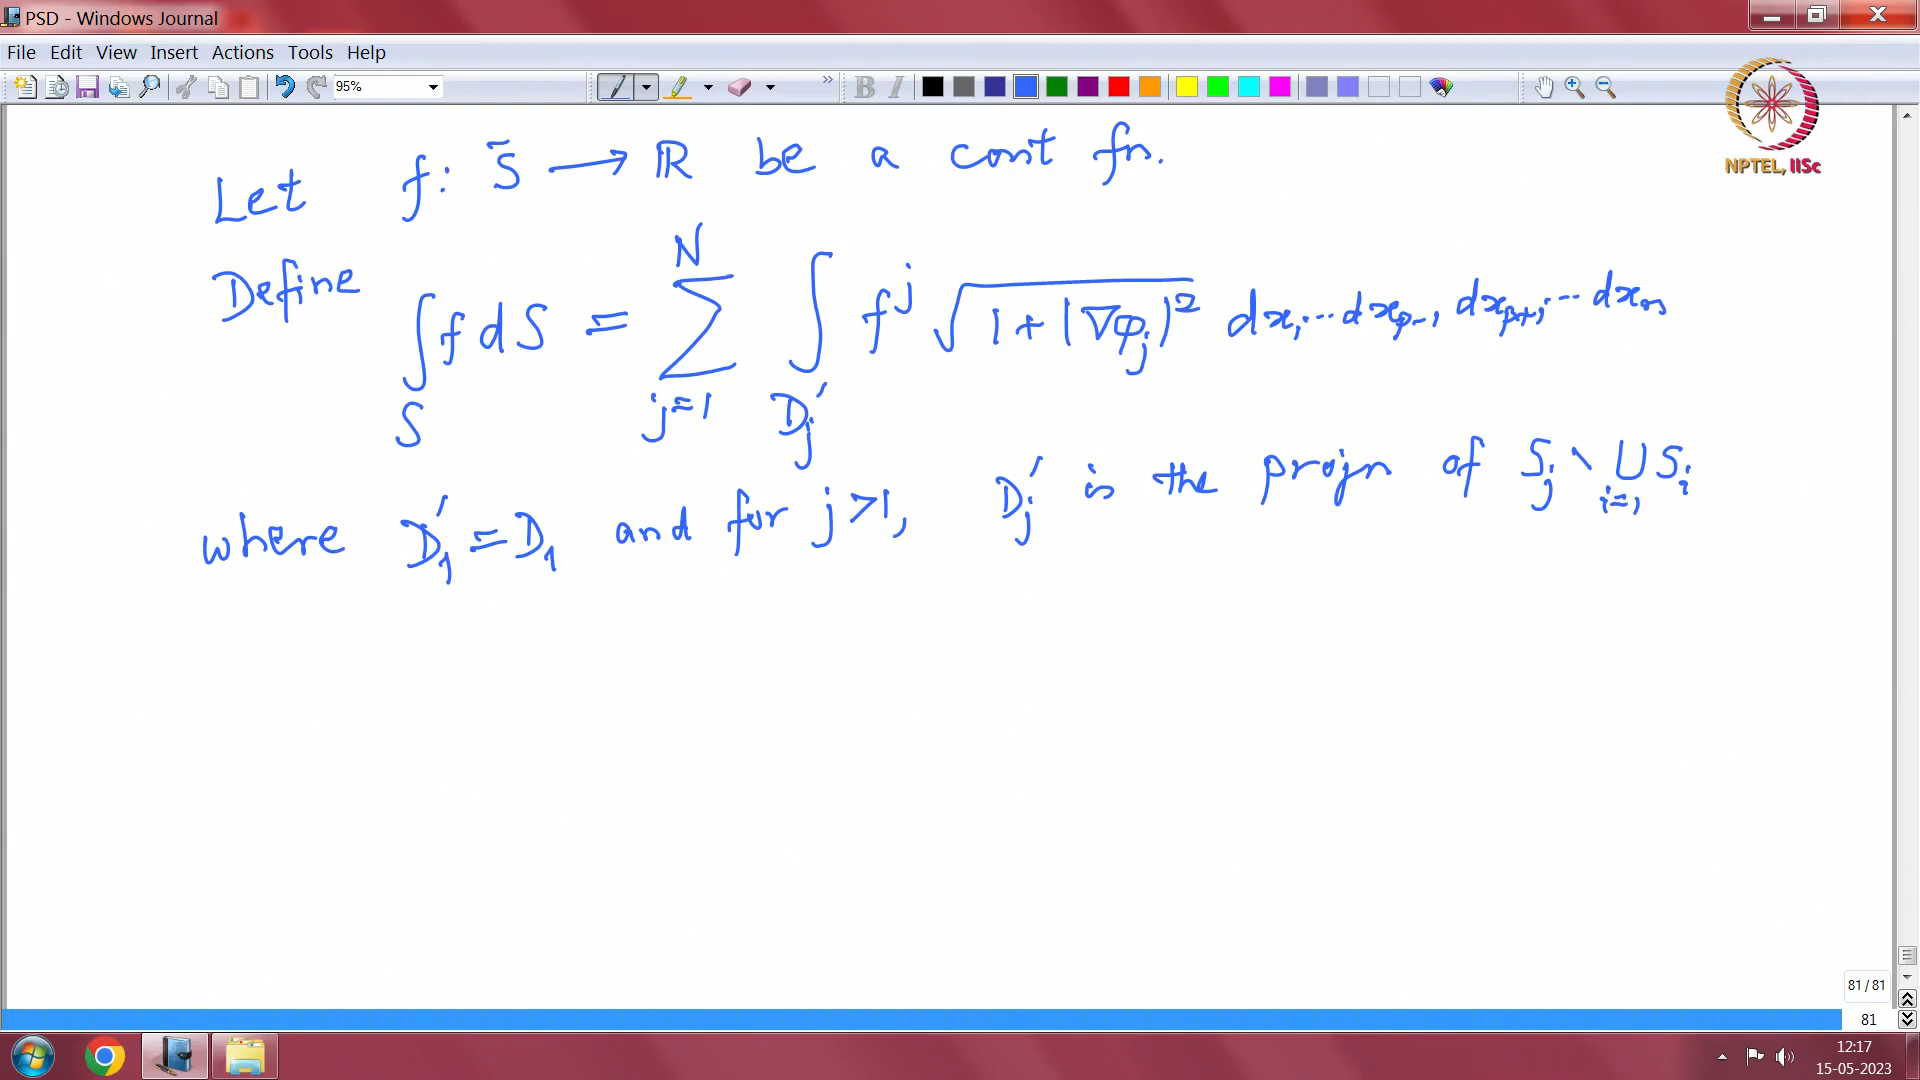 PSD - Windows Journal
File Edit View Insert Actions Tools Help
95%
NPTEL, IISc
Let f: S̄ → ℝ be a cont fn.
Define ∫_S f dS = ∑_{j=1}^{N} ∫_{D_j'} f^j √(1+|∇φ_j|²) dx_1 ... dx_{p-1} dx_{p+1} ... dx_n
where D_1' = D_1 and for j>1, D_j' is the projn of S_j \ ∪_{i=1} S_i
81 / 81
81
12:17
15-05-2023